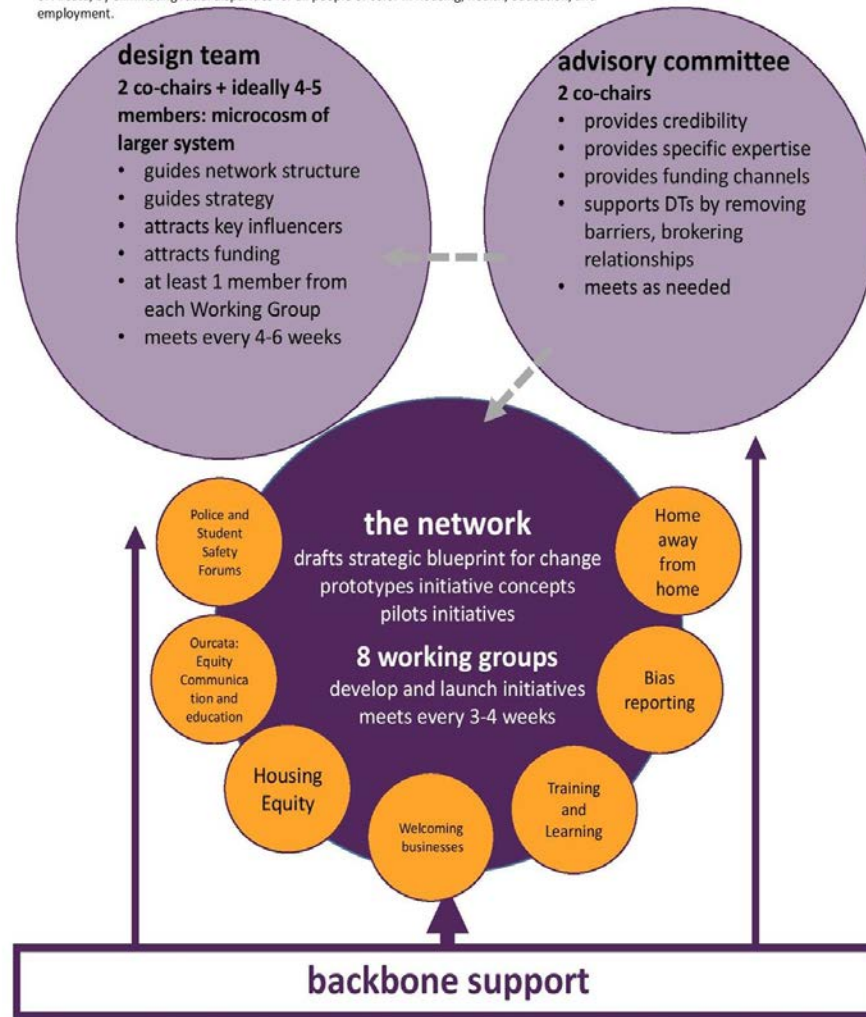 employment.
design team
2 co-chairs + ideally 4-5
members: microcosm of
larger system
• guides network structure
• guides strategy
• attracts key influencers
• attracts funding
• at least 1 member from
each Working Group
• meets every 4-6 weeks
advisory committee
2 co-chairs
• provides credibility
• provides specific expertise
• provides funding channels
• supports DTs by removing
barriers, brokering
relationships
• meets as needed
the network
drafts strategic blueprint for change
prototypes initiative concepts
pilots initiatives
8 working groups
develop and launch initiatives
meets every 3-4 weeks
Police and
Student
Safety
Forums
Ourcata:
Equity
Communica
tion and
education
Housing
Equity
Welcoming
businesses
Training
and
Learning
Bias
reporting
Home
away
from
home
backbone support